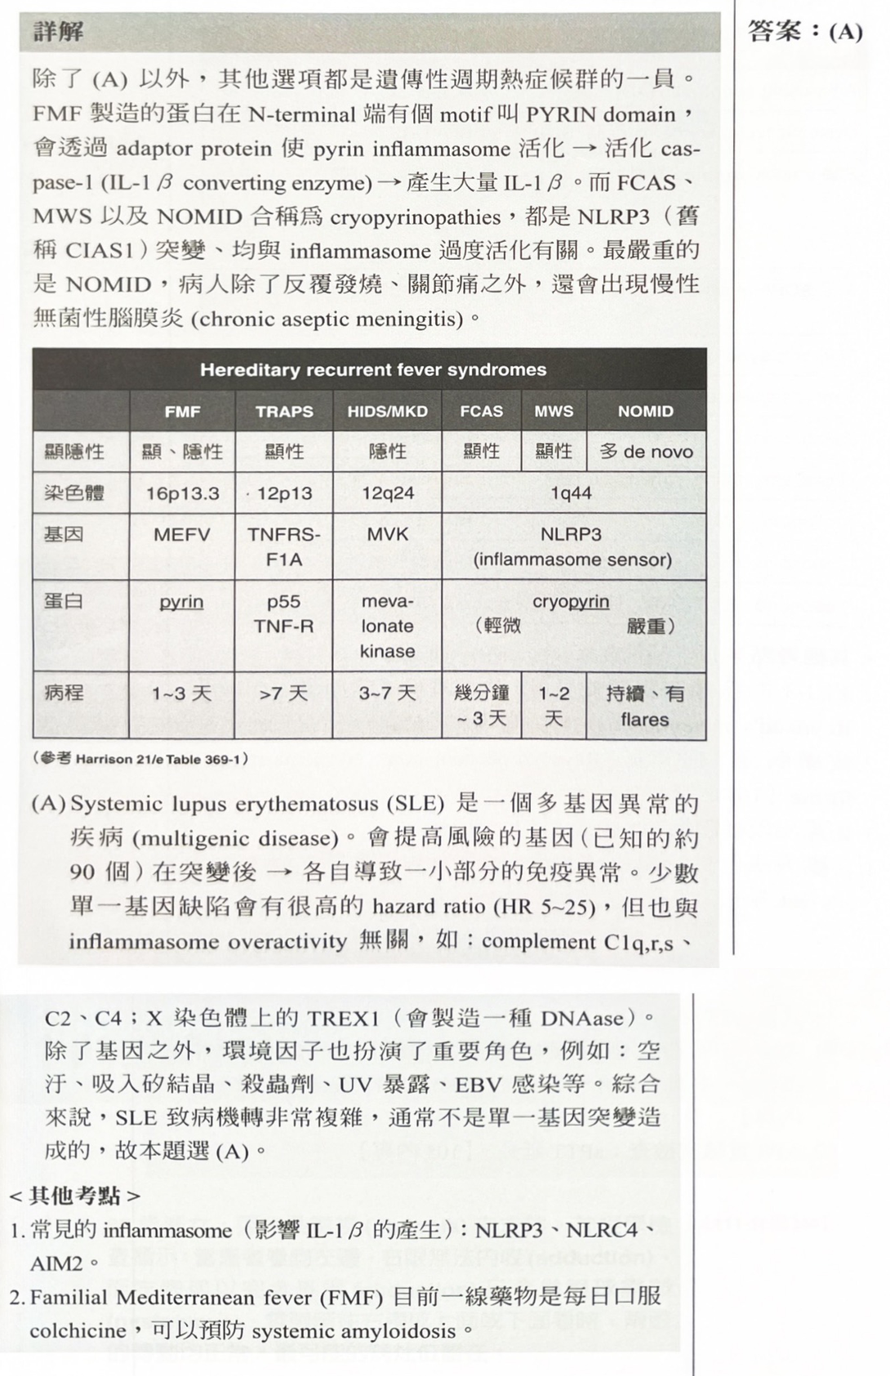 詳解
答案：(A)
除了 (A) 以外，其他選項都是遺傳性週期熱症候群的一員。
FMF 製造的蛋白在 N-terminal 端有個 motif 叫 PYRIN domain，
會透過 adaptor protein 使 pyrin inflammasome 活化 → 活化 cas-
pase-1 (IL-1β converting enzyme) → 產生大量 IL-1β。而 FCAS、
MWS 以及 NOMID 合稱為 cryopyrinopathies，都是 NLRP3（舊
稱 CIAS1）突變、均與 inflammasome 過度活化有關。最嚴重的
是 NOMID，病人除了反覆發燒、關節痛之外，還會出現慢性
無菌性腦膜炎 (chronic aseptic meningitis)。
Hereditary recurrent fever syndromes
FMF TRAPS HIDS/MKD FCAS MWS NOMID
顯隱性 顯、隱性 顯性 隱性 顯性 顯性 多 de novo
染色體 16p13.3 12p13 12q24 1q44
基因 MEFV TNFRS- MVK NLRP3
F1A (inflammasome sensor)
蛋白 pyrin p55 meva- cryopyrin
TNF-R lonate （輕微 嚴重）
kinase
病程 1~3 天 >7 天 3~7 天 幾分鐘 1~2 持續、有
~ 3 天 天 flares
（參考 Harrison 21/e Table 369-1）
(A) Systemic lupus erythematosus (SLE) 是一個多基因異常的
疾病 (multigenic disease)。會提高風險的基因（已知的約
90 個）在突變後 → 各自導致一小部分的免疫異常。少數
單一基因缺陷會有很高的 hazard ratio (HR 5~25)，但也與
inflammasome overactivity 無關，如：complement C1q,r,s、
C2、C4；X 染色體上的 TREX1（會製造一種 DNAase）。
除了基因之外，環境因子也扮演了重要角色，例如：空
汙、吸入矽結晶、殺蟲劑、UV 暴露、EBV 感染等。綜合
來說，SLE 致病機轉非常複雜，通常不是單一基因突變造
成的，故本題選 (A)。
< 其他考點 >
1. 常見的 inflammasome（影響 IL-1β 的產生）：NLRP3、NLRC4、
AIM2。
2. Familial Mediterranean fever (FMF) 目前一線藥物是每日口服
colchicine，可以預防 systemic amyloidosis。